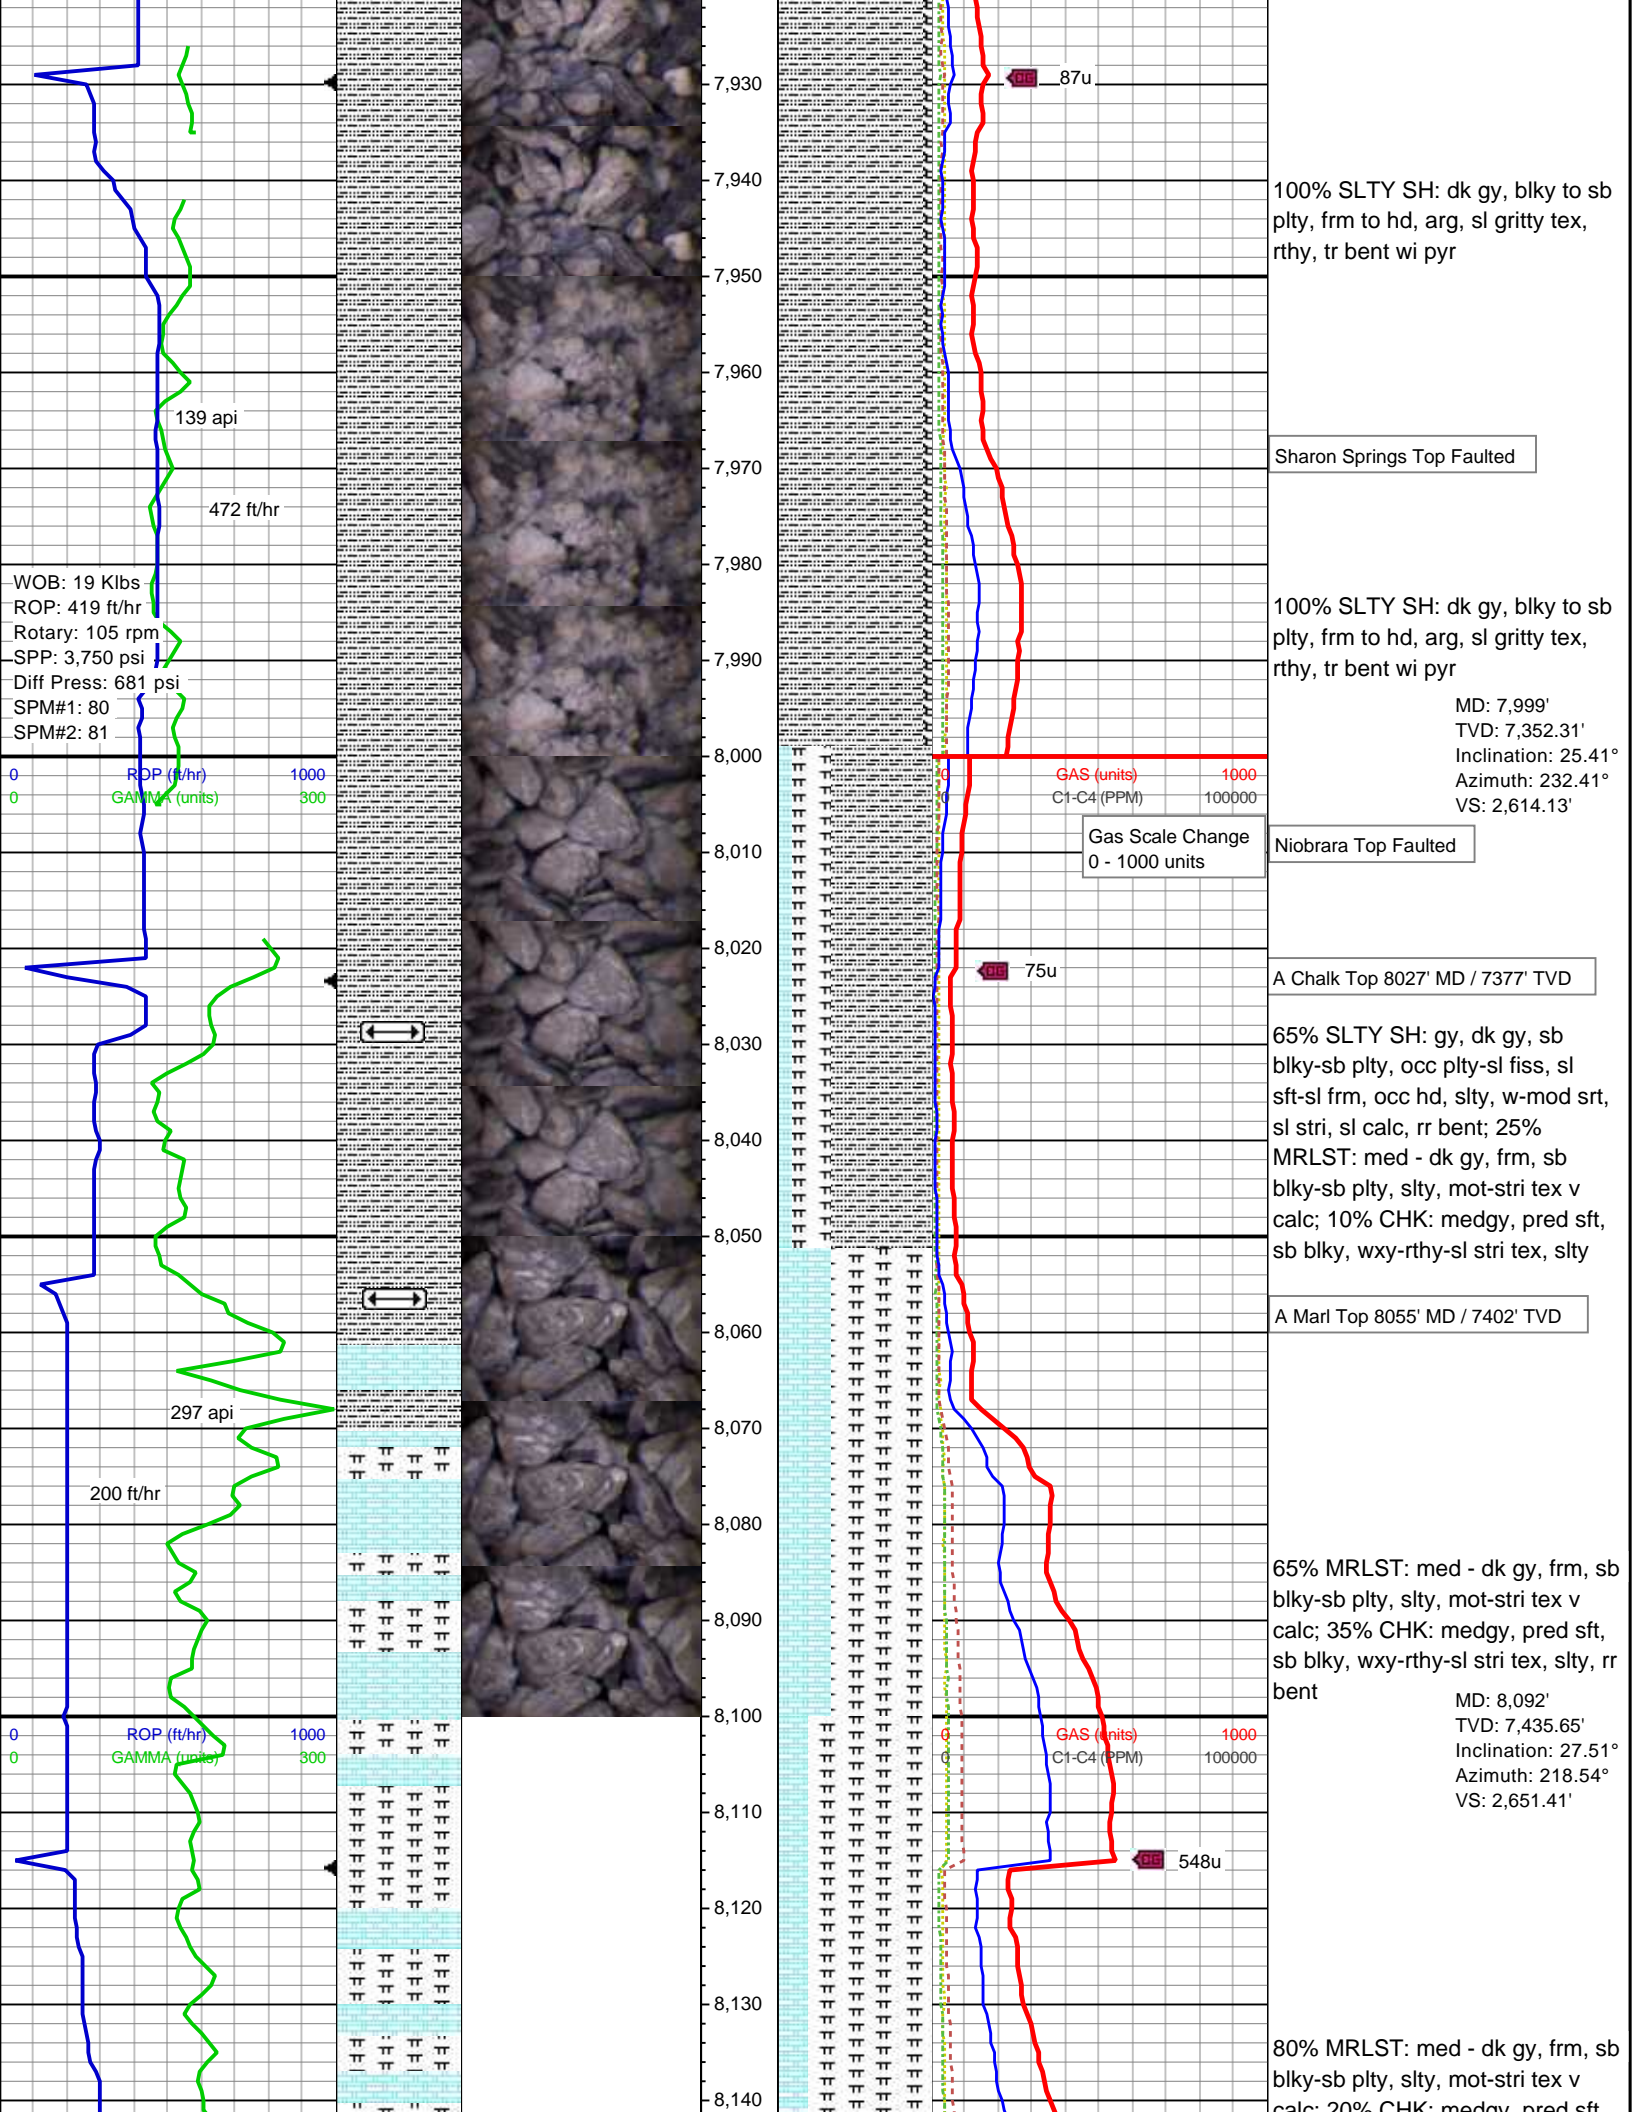 7,930
CG 87u
7,940
100% SLTY SH: dk gy, blky to sb
plty, frm to hd, arg, sl gritty tex,
rthy, tr bent wi pyr
7,950
7,960
139 api
Sharon Springs Top Faulted
7,970
472 ft/hr
7,980
WOB: 19 Klbs
ROP: 419 ft/hr
Rotary: 105 rpm
SPP: 3,750 psi
Diff Press: 681 psi
SPM#1: 80
SPM#2: 81
100% SLTY SH: dk gy, blky to sb
plty, frm to hd, arg, sl gritty tex,
rthy, tr bent wi pyr
7,990
MD: 7,999'
TVD: 7,352.31'
Inclination: 25.41°
Azimuth: 232.41°
VS: 2,614.13'
8,000
0 ROP (ft/hr) 1000
0 GAMMA (units) 300
0 GAS (units) 1000
0 C1-C4 (PPM) 100000
Gas Scale Change
0 - 1000 units
Niobrara Top Faulted
8,010
8,020
CG 75u
A Chalk Top 8027' MD / 7377' TVD
8,030
65% SLTY SH: gy, dk gy, sb
blky-sb plty, occ plty-sl fiss, sl
sft-sl frm, occ hd, slty, w-mod srt,
sl stri, sl calc, rr bent; 25%
MRLST: med - dk gy, frm, sb
blky-sb plty, slty, mot-stri tex v
calc; 10% CHK: medgy, pred sft,
sb blky, wxy-rthy-sl stri tex, slty
8,040
8,050
A Marl Top 8055' MD / 7402' TVD
8,060
297 api
8,070
200 ft/hr
8,080
65% MRLST: med - dk gy, frm, sb
blky-sb plty, slty, mot-stri tex v
calc; 35% CHK: medgy, pred sft,
sb blky, wxy-rthy-sl stri tex, slty, rr
bent
8,090
MD: 8,092'
TVD: 7,435.65'
Inclination: 27.51°
Azimuth: 218.54°
VS: 2,651.41'
8,100
0 ROP (ft/hr) 1000
0 GAMMA (units) 300
0 GAS (units) 1000
0 C1-C4 (PPM) 100000
8,110
CG 548u
8,120
8,130
80% MRLST: med - dk gy, frm, sb
blky-sb plty, slty, mot-stri tex v
calc; 20% CHK: medgy, pred sft,
8,140